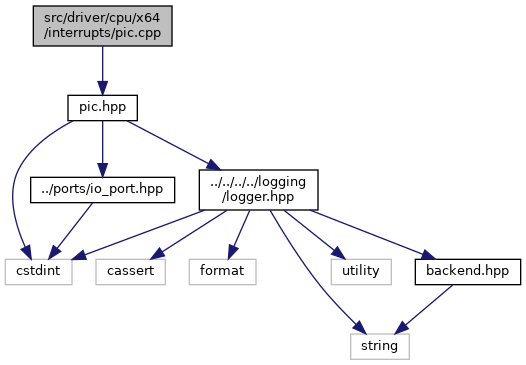 src/driver/cpu/x64
/interrupts/pic.cpp
pic.hpp
../ports/io_port.hpp
../../../../logging
/logger.hpp
cstdint
cassert
format
utility
backend.hpp
string